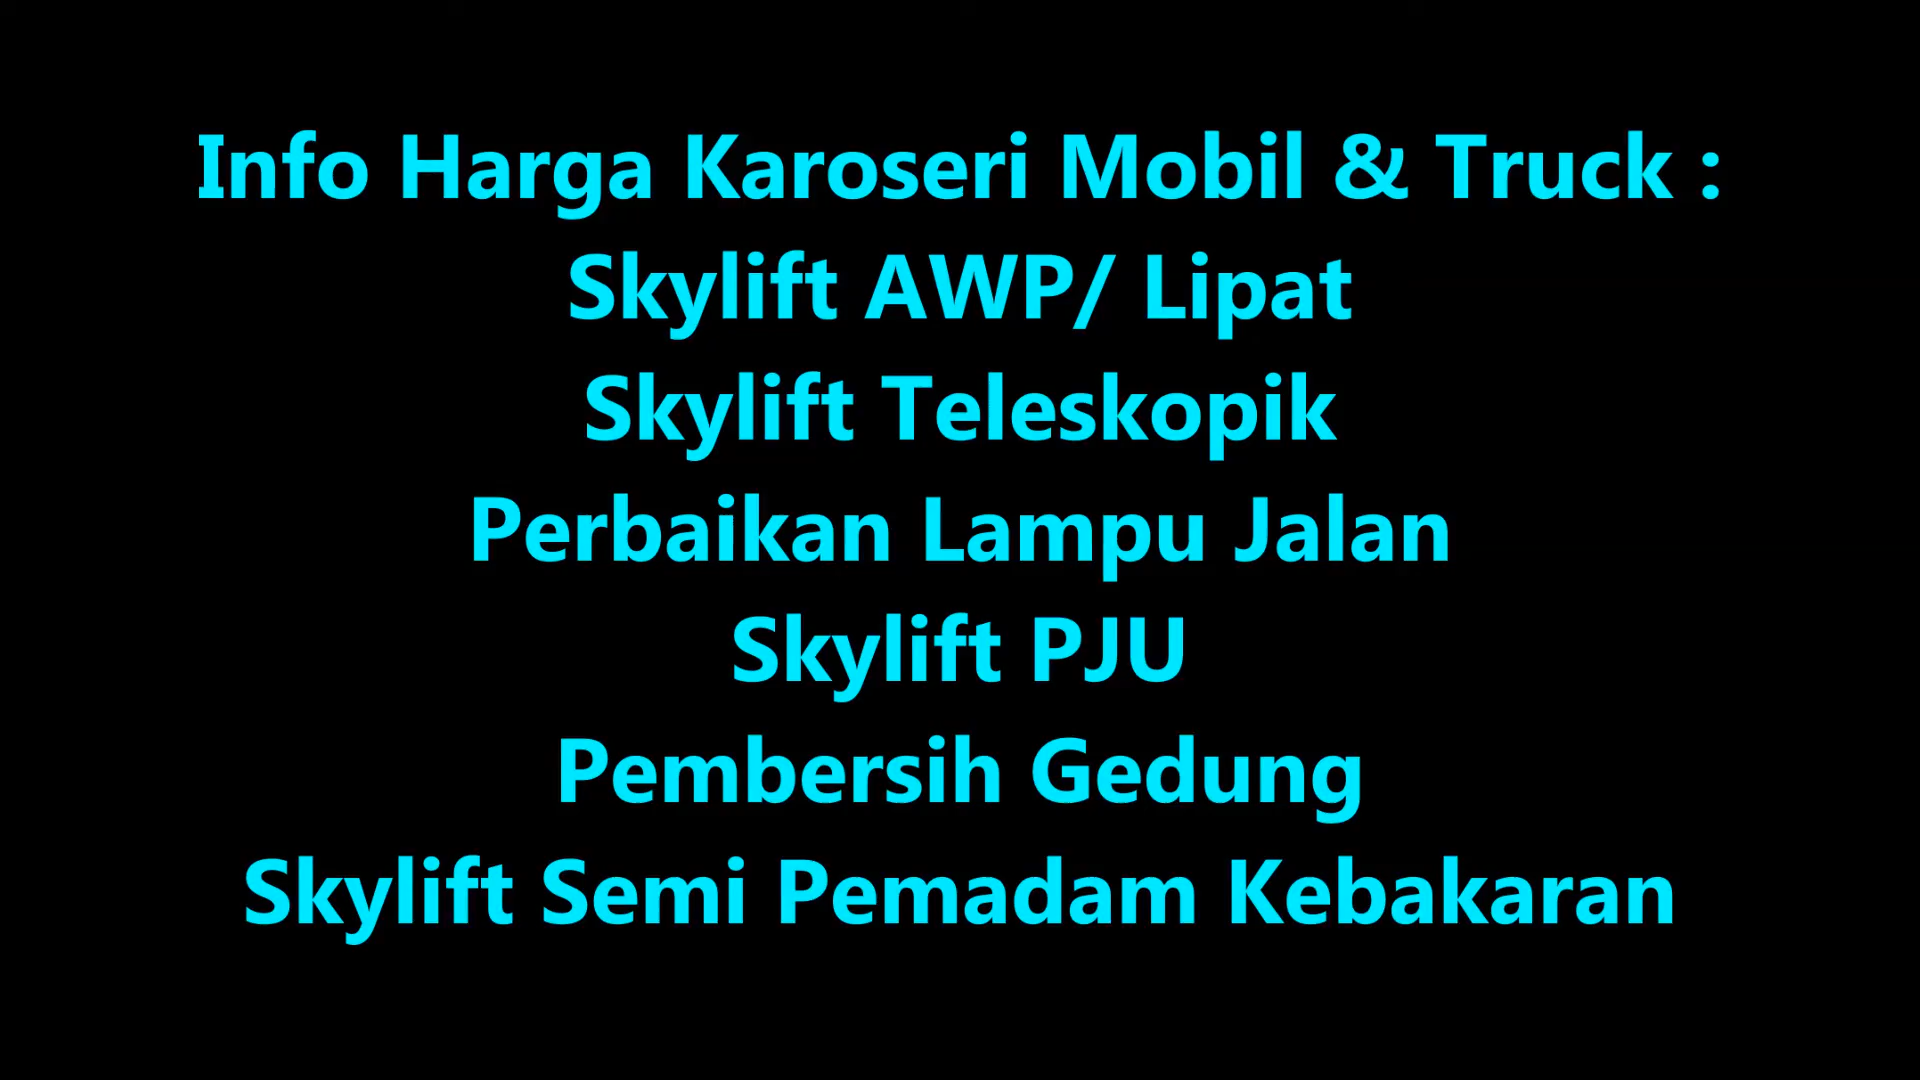 Info Harga Karoseri Mobil & Truck :
Skylift AWP/ Lipat
Skylift Teleskopik
Perbaikan Lampu Jalan
Skylift PJU
Pembersih Gedung
Skylift Semi Pemadam Kebakaran